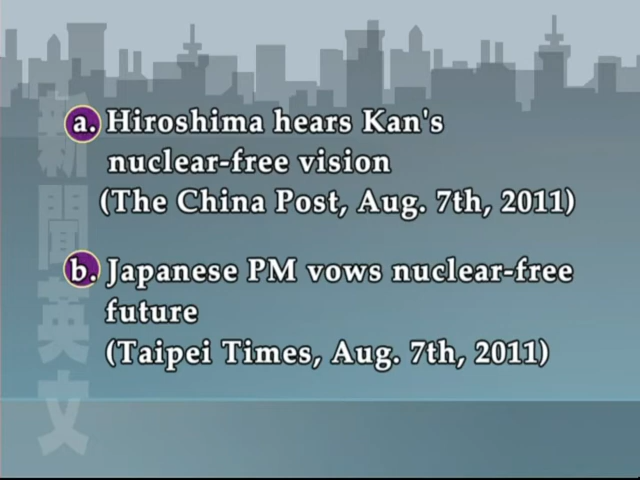 a. Hiroshima hears Kan's
nuclear-free vision
(The China Post, Aug. 7th, 2011)
b. Japanese PM vows nuclear-free
future
(Taipei Times, Aug. 7th, 2011)
新聞英文